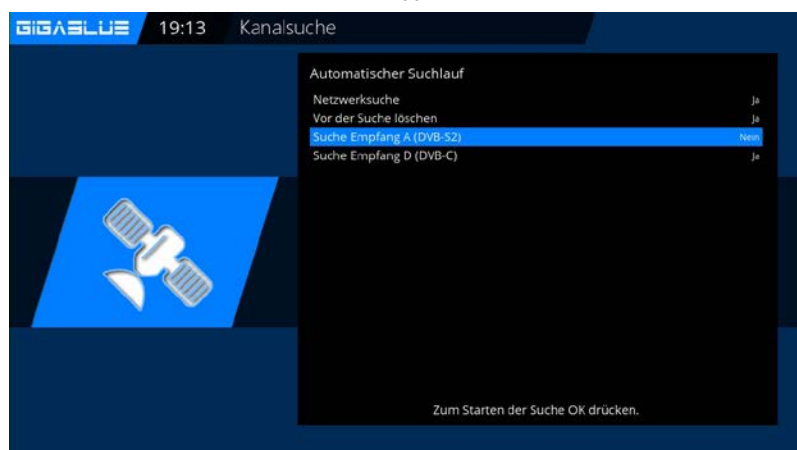 GIGABLUE 19:13 Kanalsuche
Automatischer Suchlauf
Netzwerksuche Ja
Vor der Suche löschen Ja
Suche Empfang A (DVB-S2) Nein
Suche Empfang D (DVB-C) Ja
Zum Starten der Suche OK drücken.